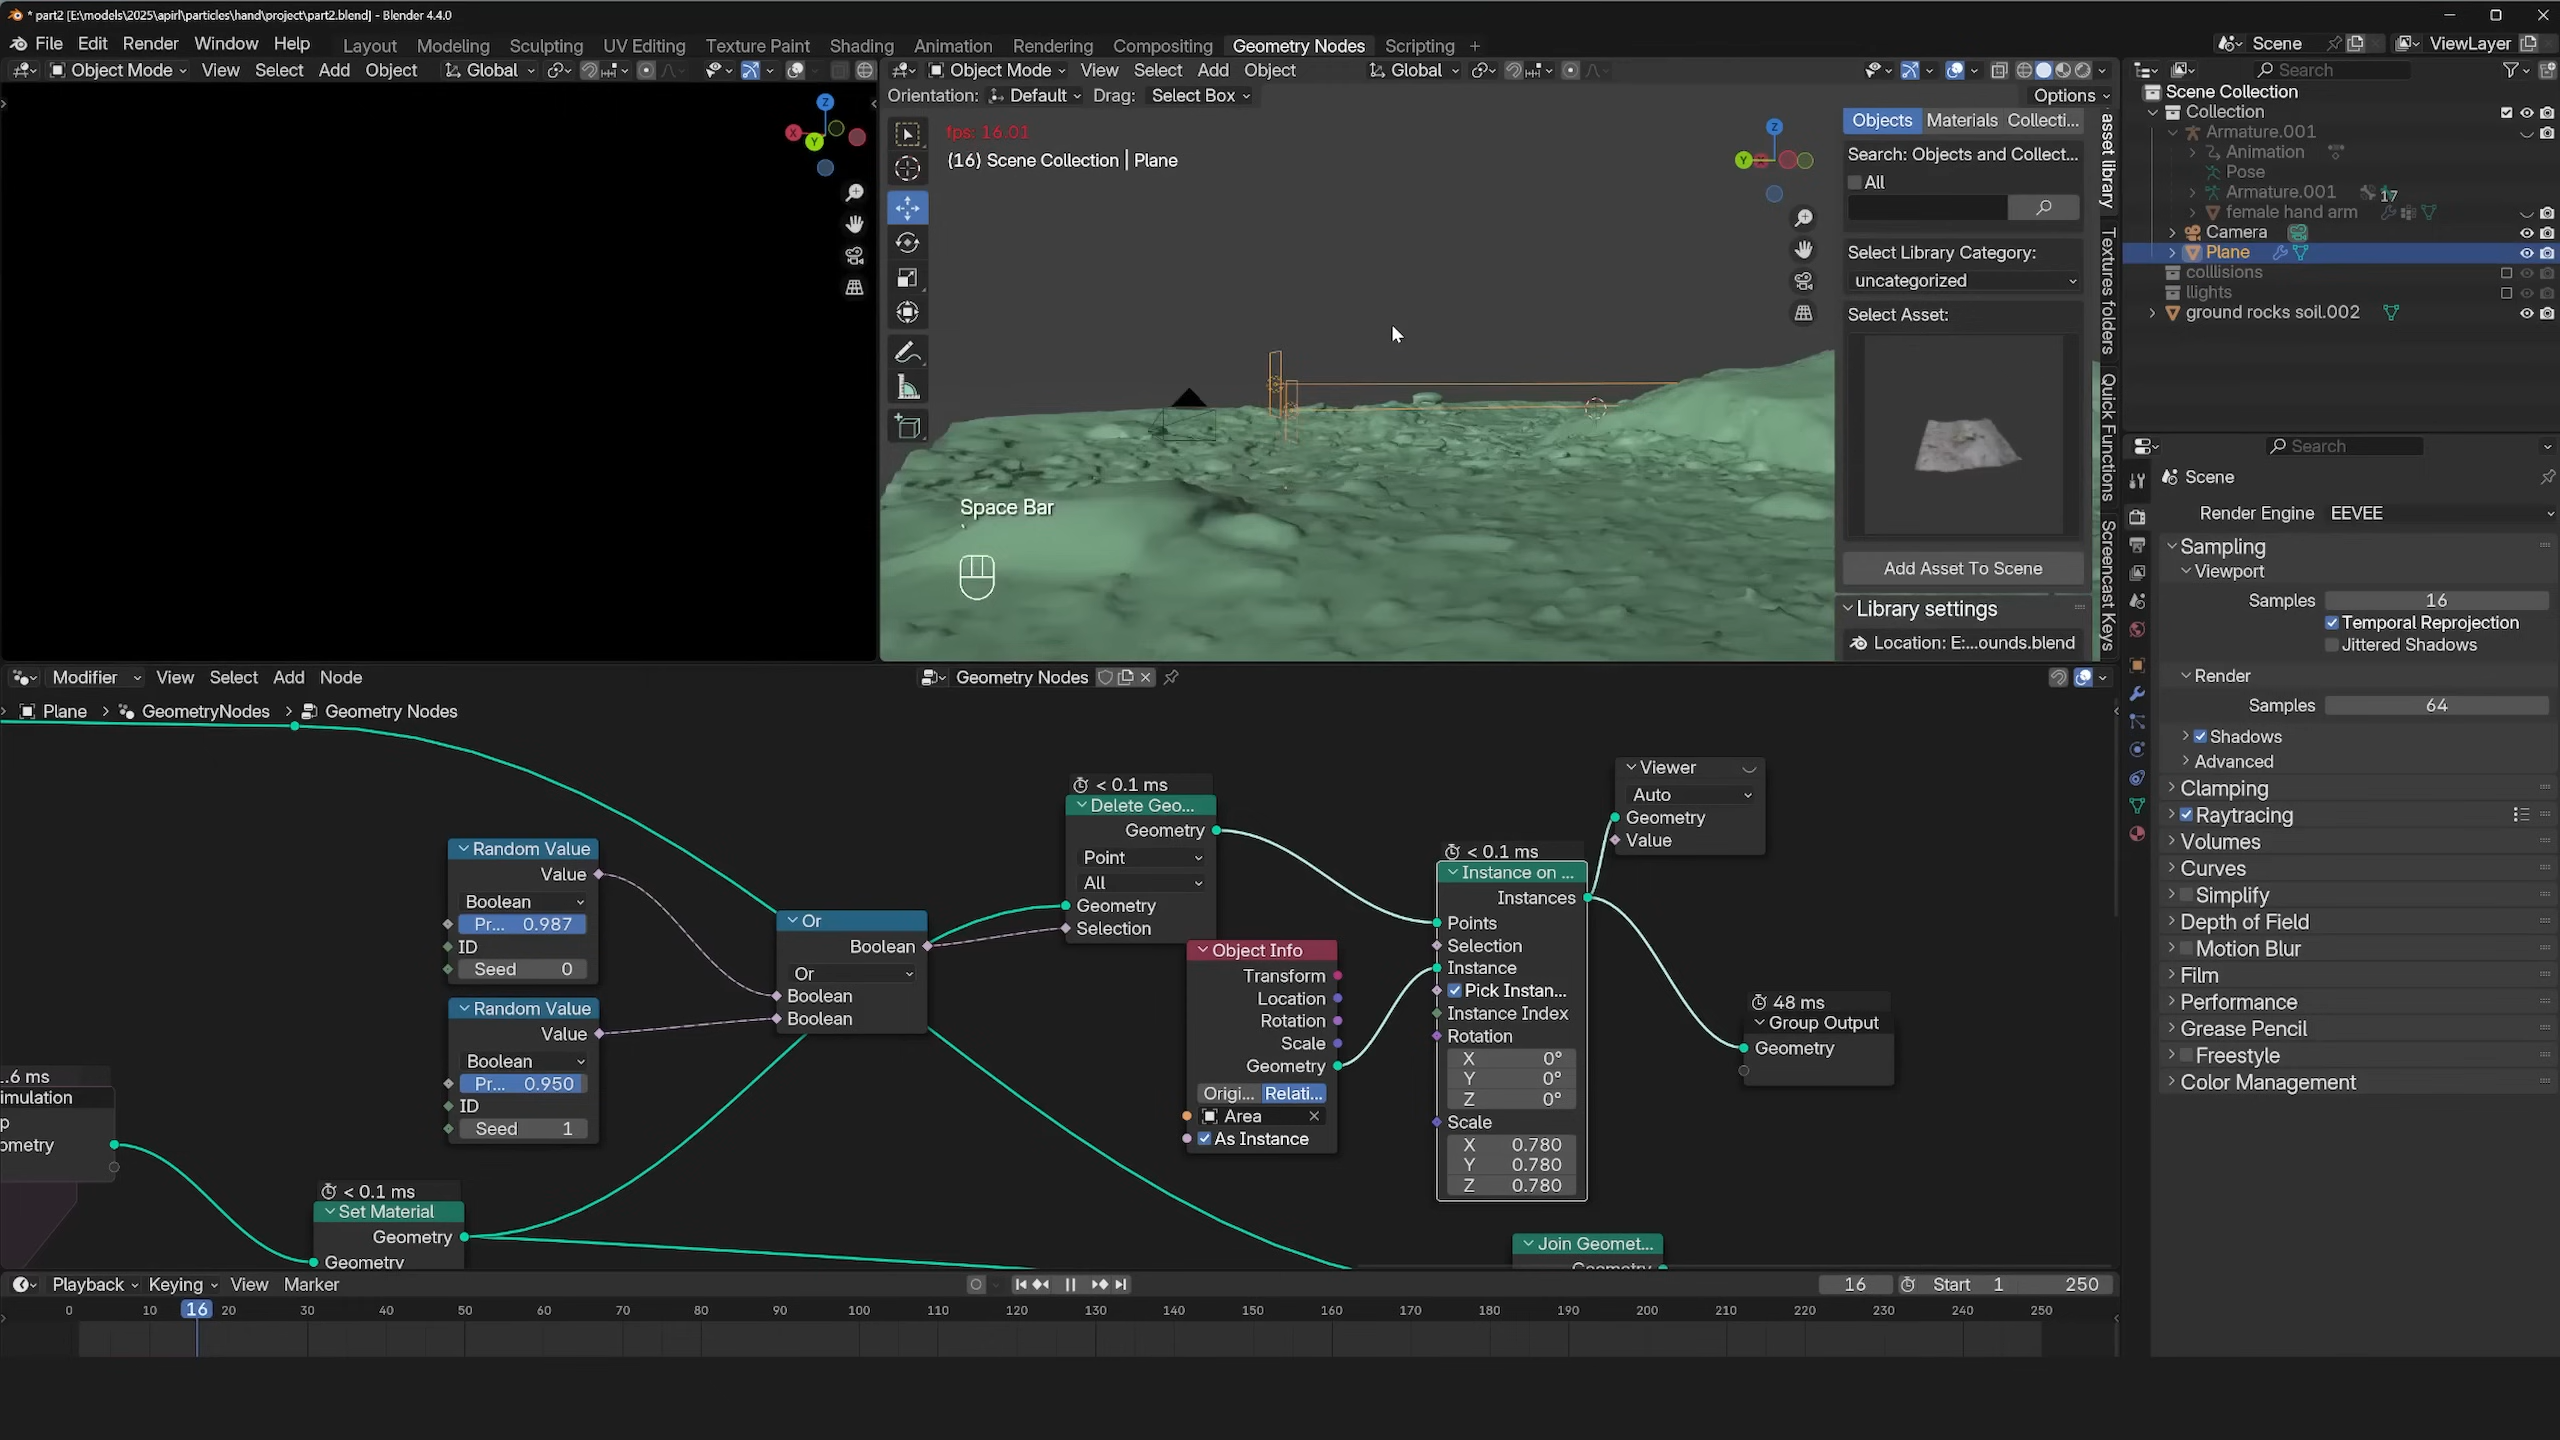 * part2 [E:\models\2025\apirl\particles\hand\project\part2.blend] - Blender 4.4.0
File Edit Render Window Help
Layout Modeling Sculpting UV Editing Texture Paint Shading Animation Rendering Compositing Geometry Nodes Scripting +
Scene
ViewLayer
Object Mode View Select Add Object Global
Object Mode View Select Add Object Global
Search
Orientation: Default Drag: Select Box Options
fps: 16.01
(16) Scene Collection | Plane
Space Bar
Z
X
Y
Z
Y
Objects Materials Collecti...
Search: Objects and Collect...
All
Select Library Category:
uncategorized
Select Asset:
Add Asset To Scene
Library settings
Location: E:...ounds.blend
asset library
Textures folders
Quick Functions
Screencast Keys
Scene Collection
Collection
Armature.001
Animation
Pose
Armature.001 17
female hand arm
Camera
Plane
colllisions
llights
ground rocks soil.002
Search
Scene
Render Engine EEVEE
Sampling
Viewport
Samples 16
Temporal Reprojection
Jittered Shadows
Render
Samples 64
Shadows
Advanced
Clamping
Raytracing
Volumes
Curves
Simplify
Depth of Field
Motion Blur
Film
Performance
Grease Pencil
Freestyle
Color Management
Modifier View Select Add Node
Geometry Nodes
Plane > GeometryNodes > Geometry Nodes
Random Value
Value
Boolean
Pr... 0.987
ID
Seed 0
Random Value
Value
Boolean
Pr... 0.950
ID
Seed 1
Or
Boolean
Or
Boolean
Boolean
< 0.1 ms
Delete Geo...
Geometry
Point
All
Geometry
Selection
Object Info
Transform
Location
Rotation
Scale
Geometry
Origi... Relati...
Area
As Instance
< 0.1 ms
Instance on ...
Instances
Points
Selection
Instance
Pick Instan...
Instance Index
Rotation
X 0°
Y 0°
Z 0°
Scale
X 0.780
Y 0.780
Z 0.780
Viewer
Auto
Geometry
Value
48 ms
Group Output
Geometry
..6 ms
imulation
p
ometry
< 0.1 ms
Set Material
Geometry
Geometry
Join Geomet...
Geometry
Playback Keying View Marker
16 Start 1 250
0 10 16 20 30 40 50 60 70 80 90 100 110 120 130 140 150 160 170 180 190 200 210 220 230 240 250